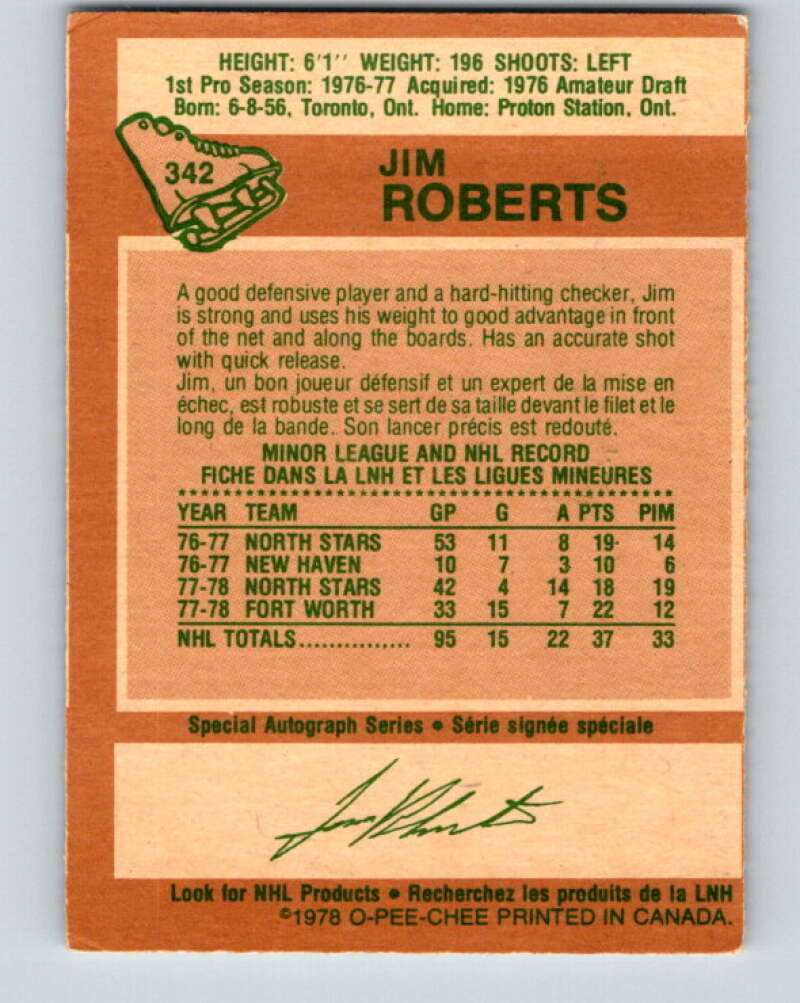 HEIGHT: 6'1'' WEIGHT: 196 SHOOTS: LEFT
1st Pro Season: 1976-77 Acquired: 1976 Amateur Draft
Born: 6-8-56, Toronto, Ont. Home: Proton Station, Ont.
342
JIM
ROBERTS
A good defensive player and a hard-hitting checker, Jim
is strong and uses his weight to good advantage in front
of the net and along the boards. Has an accurate shot
with quick release.
Jim, un bon joueur défensif et un expert de la mise en
échec, est robuste et se sert de sa taille devant le filet et le
long de la bande. Son lancer précis est redouté.
MINOR LEAGUE AND NHL RECORD
FICHE DANS LA LNH ET LES LIGUES MINEURES
YEAR TEAM GP G A PTS PIM
76-77 NORTH STARS 53 11 8 19 14
76-77 NEW HAVEN 10 7 3 10 6
77-78 NORTH STARS 42 4 14 18 19
77-78 FORT WORTH 33 15 7 22 12
NHL TOTALS............... 95 15 22 37 33
Special Autograph Series • Série signée spéciale
Jim Roberts
Look for NHL Products • Recherchez les produits de la LNH
©1978 O-PEE-CHEE PRINTED IN CANADA.